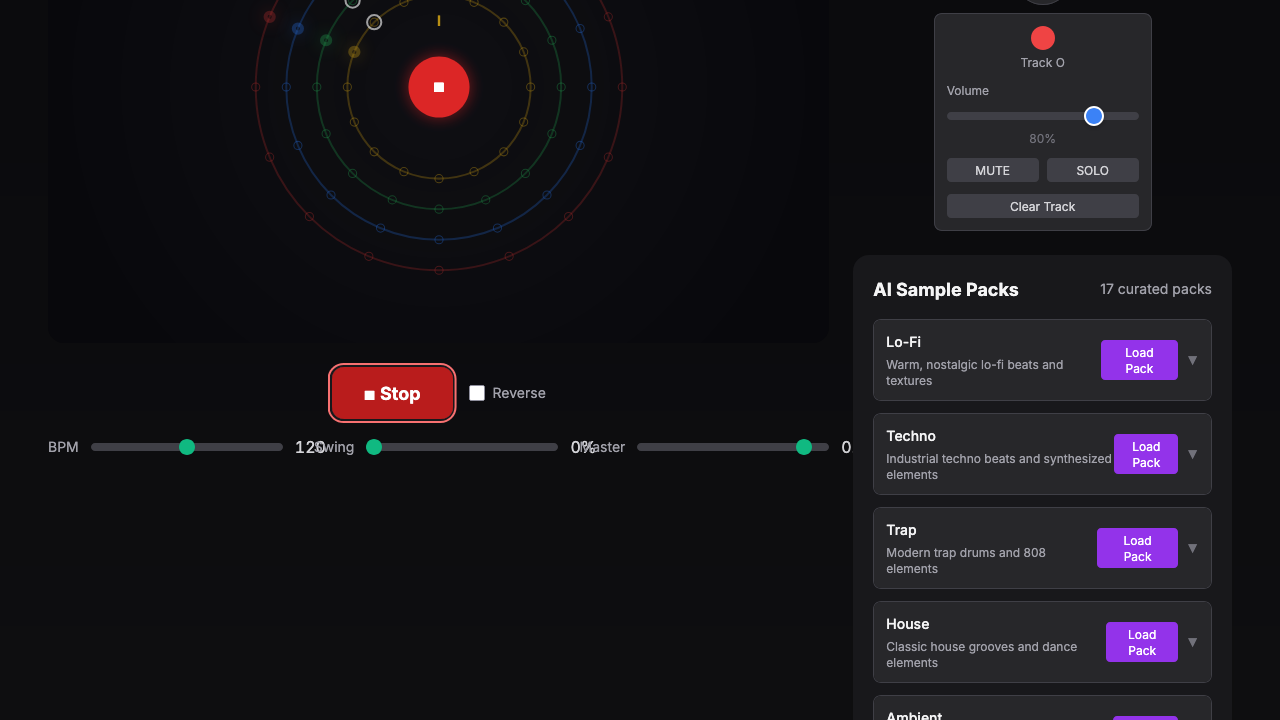 Track O
Volume
80%
MUTE SOLO
Clear Track
■ Stop
Reverse
BPM 120
Swing 0%
Master 0
AI Sample Packs 17 curated packs
Lo-Fi
Warm, nostalgic lo-fi beats and
textures
Load
Pack
▼
Techno
Industrial techno beats and synthesized
elements
Load
Pack
▼
Trap
Modern trap drums and 808
elements
Load
Pack
▼
House
Classic house grooves and dance
elements
Load
Pack
▼
Ambient